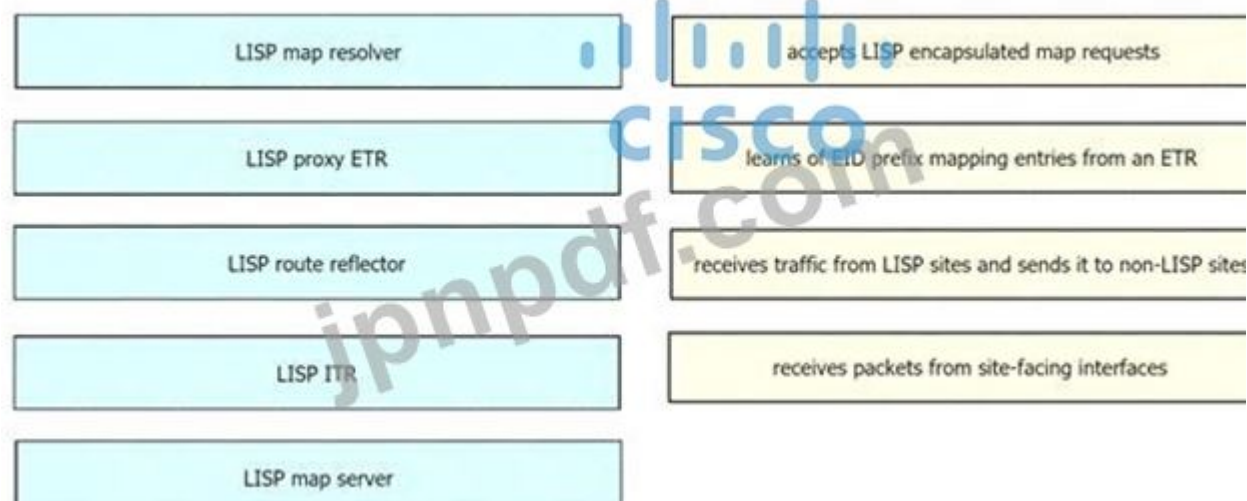 LISP map resolver
accepts LISP encapsulated map requests
CISCO
LISP proxy ETR
learns of EID prefix mapping entries from an ETR
LISP route reflector
receives traffic from LISP sites and sends it to non-LISP sites
jpnpdf.com
LISP ITR
receives packets from site-facing interfaces
LISP map server